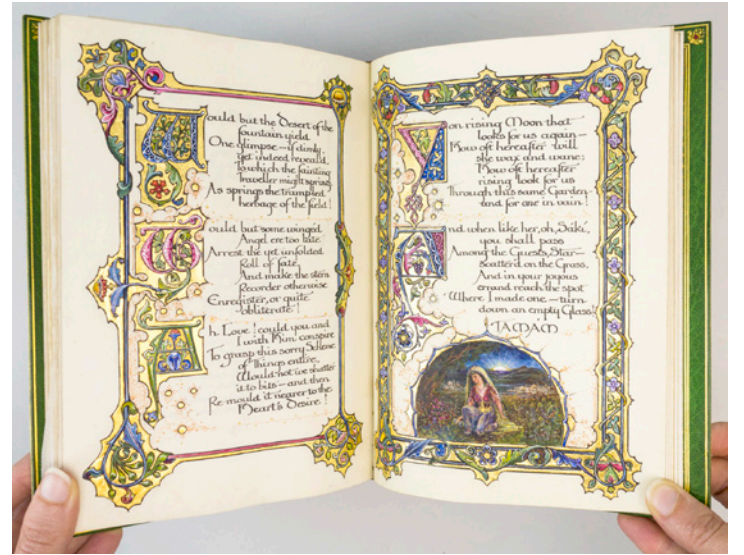 Would but the Desert of the
fountain yield
One glimpse — if dimly,
yet indeed reveal'd,
To which the fainting
Traveller might spring,
As springs the trampled
herbage of the field!
Would but some winged
Angel ere too late
Arrest the yet unfolded
Roll of fate,
And make the stern
Recorder otherwise
Enregister, or quite
obliterate!
Ah. Love! could you and
I with Him conspire
To grasp this sorry Scheme
of Things entire,
Would not we shatter
it to bits — and then
Re-mould it nearer to the
Heart's Desire!
Yon rising Moon that
looks for us again —
How oft hereafter will
she wax and wane;
How oft hereafter
rising look for us
Through this same Garden —
and for one in vain!
And when like her, oh, Sáki,
you shall pass
Among the Guests, Star—
scatter'd on the Grass,
And in your joyous
errand reach the spot
Where I made one — turn
down an empty Glass!
TAMÁM